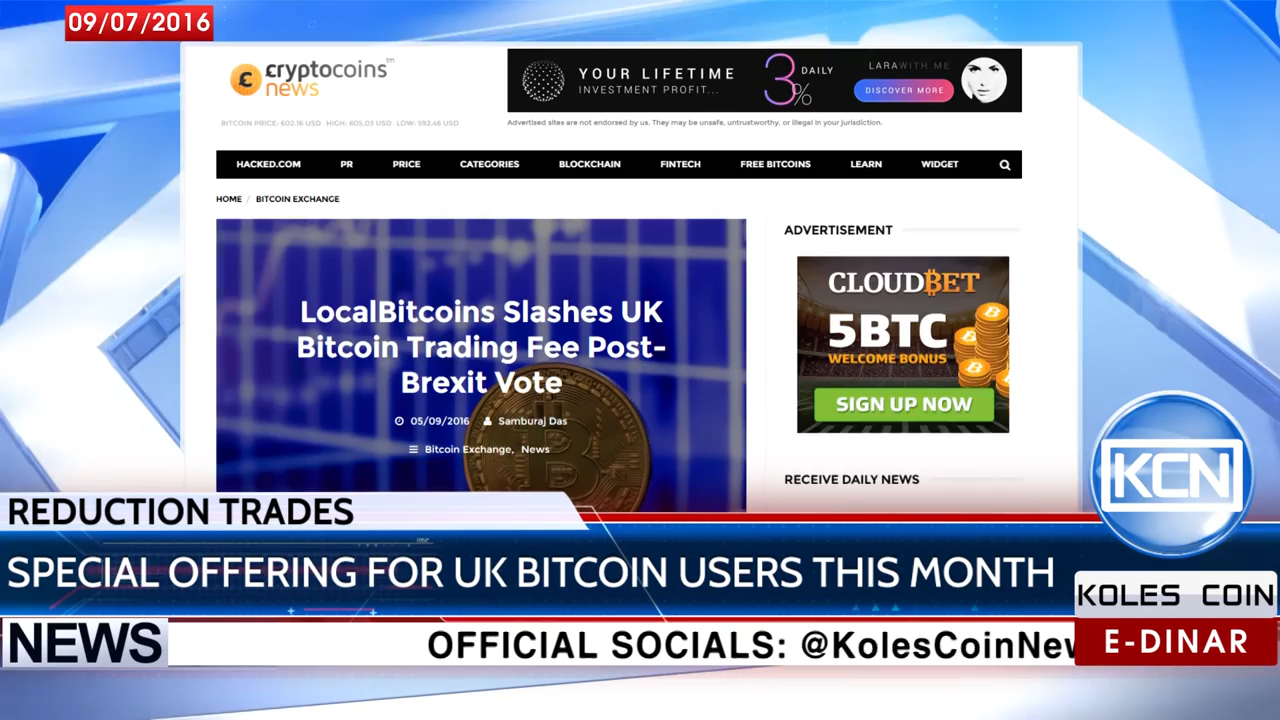 09/07/2016
cryptocoins™
news
YOUR LIFETIME
INVESTMENT PROFIT...
3% DAILY
LARAWITH.ME
DISCOVER MORE
BITCOIN PRICE: 602.16 USD HIGH: 605.03 USD LOW: 592.46 USD
Advertised sites are not endorsed by us. They may be unsafe, untrustworthy, or illegal in your jurisdiction.
HACKED.COM PR PRICE CATEGORIES BLOCKCHAIN FINTECH FREE BITCOINS LEARN WIDGET
HOME / BITCOIN EXCHANGE
LocalBitcoins Slashes UK
Bitcoin Trading Fee Post-
Brexit Vote
05/09/2016 Samburaj Das
Bitcoin Exchange, News
ADVERTISEMENT
CLOUDBET
5BTC
WELCOME BONUS
SIGN UP NOW
RECEIVE DAILY NEWS
KCN
REDUCTION TRADES
SPECIAL OFFERING FOR UK BITCOIN USERS THIS MONTH
KOLES COIN
NEWS
OFFICIAL SOCIALS: @KolesCoinNew
E-DINAR